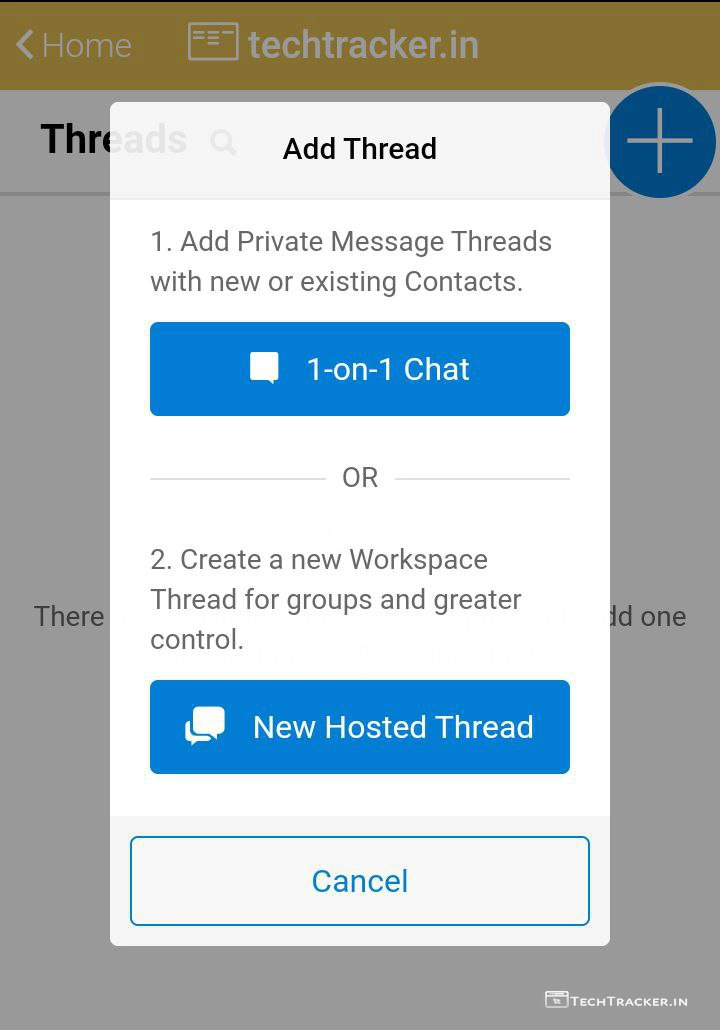 Home
techtracker.in
Threads
Add Thread
1. Add Private Message Threads
with new or existing Contacts.
1-on-1 Chat
OR
2. Create a new Workspace
Thread for groups and greater
control.
There
add one
New Hosted Thread
Cancel
TECHTRACKER.IN